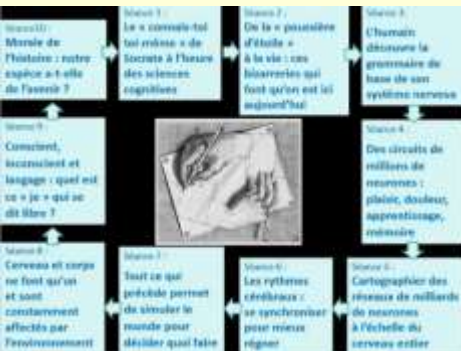 Séance 10 :
Morale de
l'histoire : notre
espèce a-t-elle
de l'avenir ?
Séance 1 :
Le « connais-toi
toi même » de
Socrate à l'heure
des sciences
cognitives
Séance 2 :
De la « poussière
d'étoile »
à la vie : ces
bizarreries qui
font qu'on est ici
aujourd'hui
Séance 3 :
L'humain
découvre la
grammaire de
base de son
système nerveux
Séance 4 :
Des circuits de
millions de
neurones :
plaisir, douleur,
apprentissage,
mémoire
Séance 5 :
Cartographier des
réseaux de milliards
de neurones
à l'échelle du
cerveau entier
Séance 6 :
Les rythmes
cérébraux :
se synchroniser
pour mieux
régner
Séance 7 :
Tout ce qui
précède permet
de simuler le
monde pour
décider quoi faire
Séance 8 :
Cerveau et corps
ne font qu'un
et sont
constamment
affectés par
l'environnement
Séance 9 :
Conscient,
inconscient et
langage : quel est
ce « je » qui se
dit libre ?